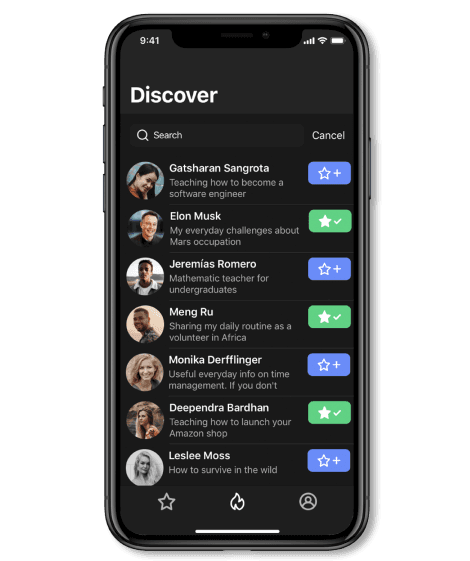 9:41
Discover
Search
Cancel
Gatsharan Sangrota
Teaching how to become a
software engineer
Elon Musk
My everyday challenges about
Mars occupation
Jeremías Romero
Mathematic teacher for
undergraduates
Meng Ru
Sharing my daily routine as a
volunteer in Africa
Monika Derfflinger
Useful everyday info on time
management. If you don't
Deependra Bardhan
Teaching how to launch your
Amazon shop
Leslee Moss
How to survive in the wild